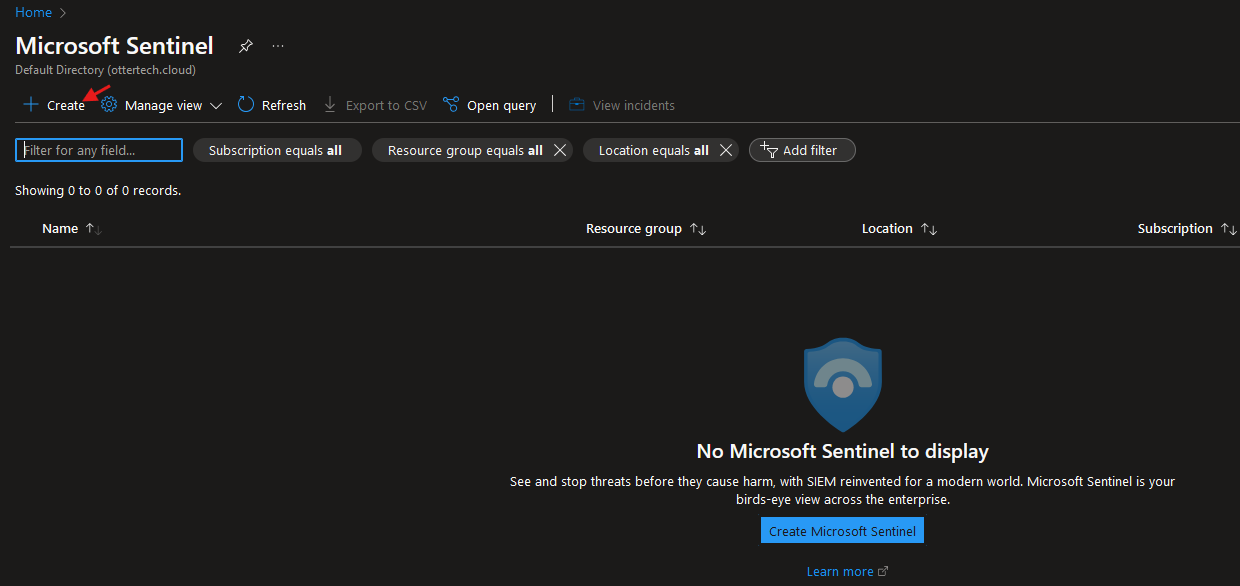 Home
Microsoft Sentinel ...
Default Directory (ottertech.cloud)
Create Manage view Refresh Export to CSV Open query View incidents
Filter for any field... Subscription equals all Resource group equals all Location equals all Add filter
Showing 0 to 0 of 0 records.
Name Resource group Location Subscription
No Microsoft Sentinel to display
See and stop threats before they cause harm, with SIEM reinvented for a modern world. Microsoft Sentinel is your
birds-eye view across the enterprise.
Create Microsoft Sentinel
Learn more